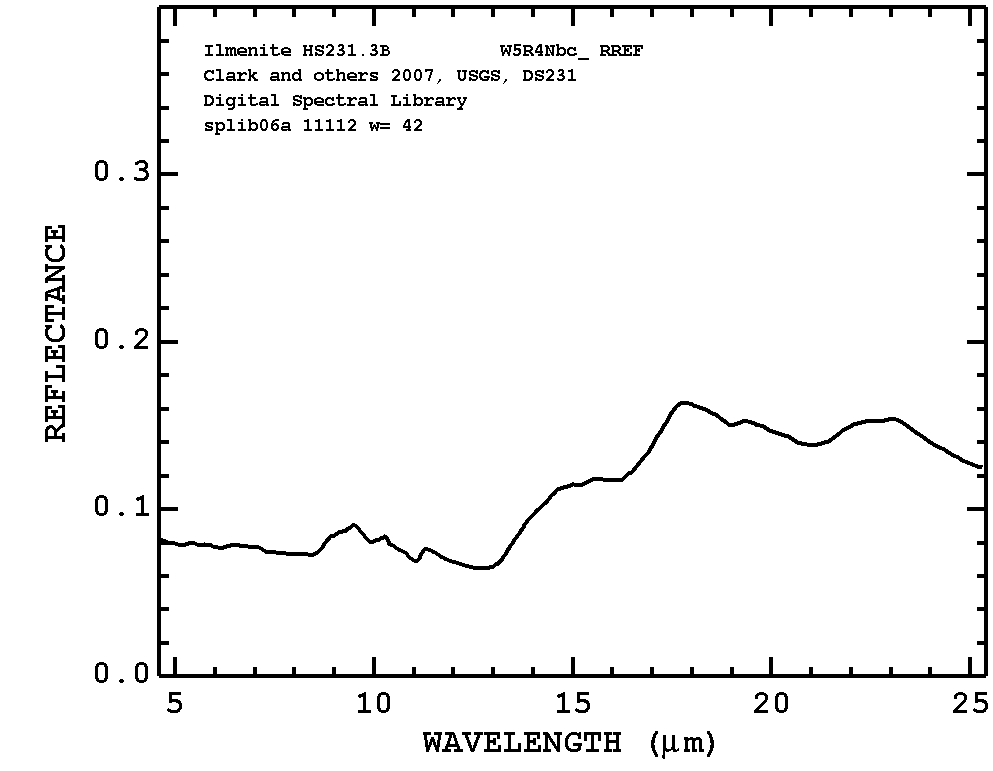 Ilmenite HS231.3B W5R4Nbc_ RREF
Clark and others 2007, USGS, DS231
Digital Spectral Library
splib06a 11112 w= 42
0.3
0.2
0.1
0.0
REFLECTANCE
5 10 15 20 25
WAVELENGTH (μm)